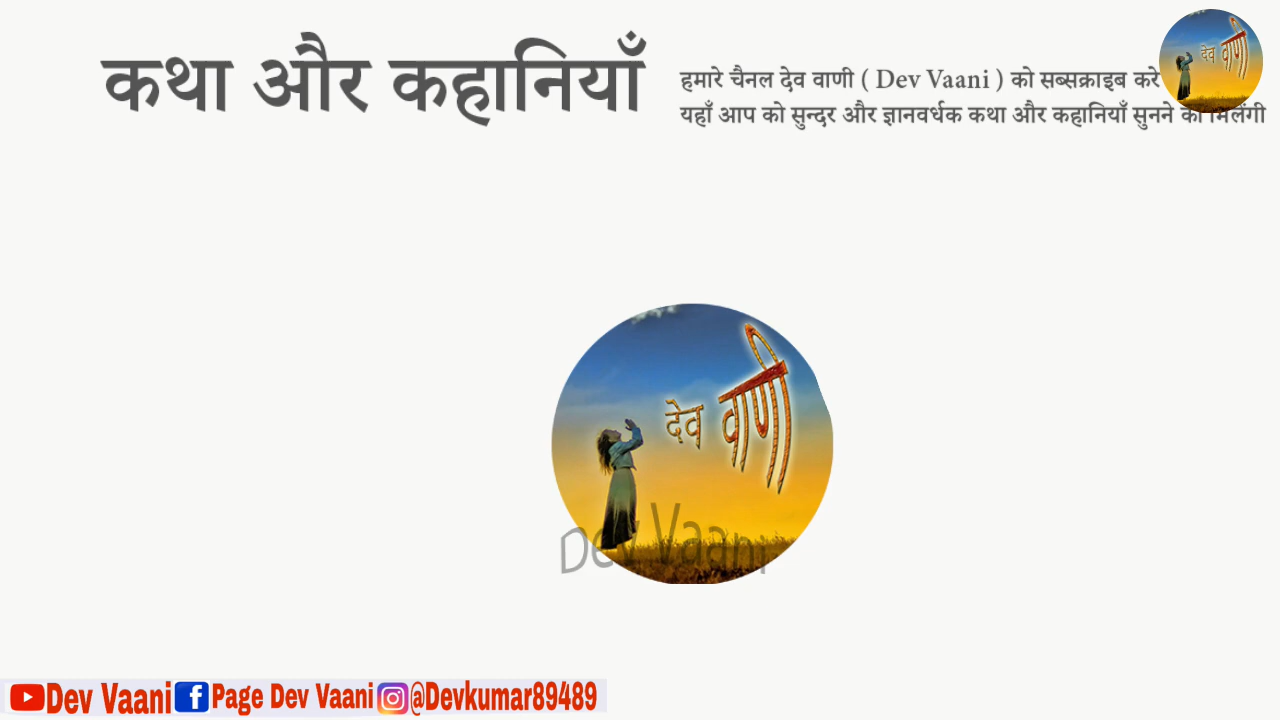 कथा और कहानियाँ
हमारे चैनल देव वाणी ( Dev Vaani ) को सब्सक्राइब करे
यहाँ आप को सुन्दर और ज्ञानवर्धक कथा और कहानियाँ सुनने को मिलंगी
देव वाणी
देव वाणी
Dev Vaani
Dev Vaani Page Dev Vaani @Devkumar89489